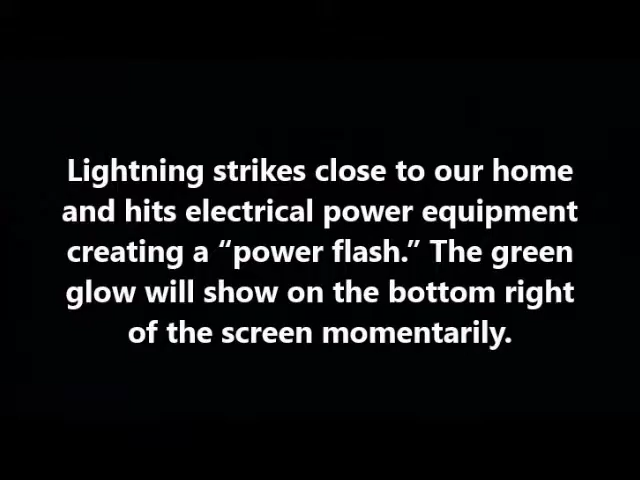 Lightning strikes close to our home
and hits electrical power equipment
creating a “power flash.” The green
glow will show on the bottom right
of the screen momentarily.